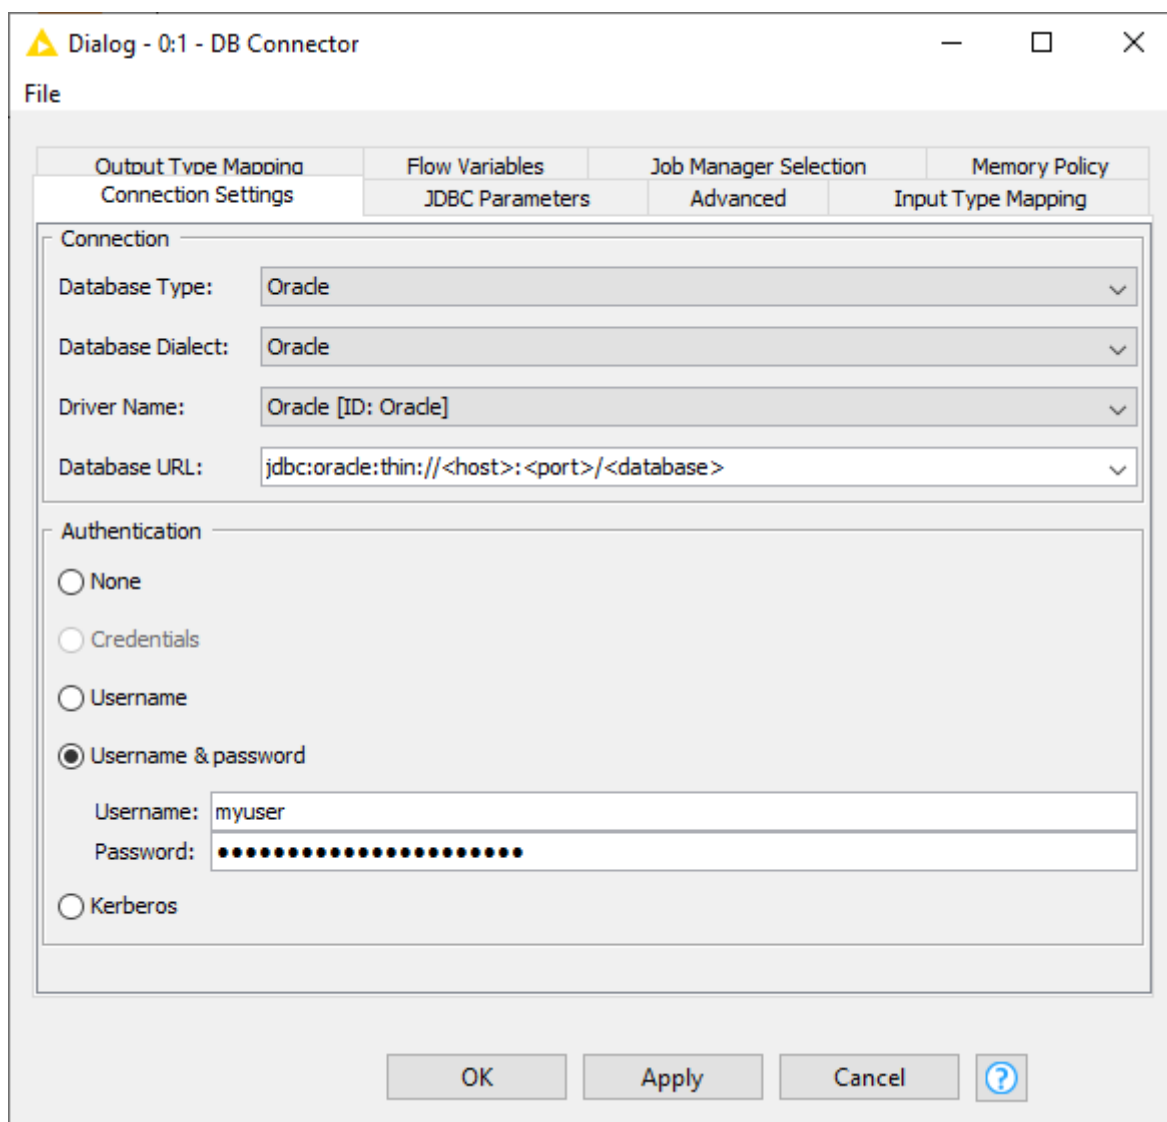 Dialog - 0:1 - DB Connector
File
Output Type Mapping Flow Variables Job Manager Selection Memory Policy
Connection Settings JDBC Parameters Advanced Input Type Mapping
Connection
Database Type: Oracle
Database Dialect: Oracle
Driver Name: Oracle [ID: Oracle]
Database URL: jdbc:oracle:thin://<host>:<port>/<database>
Authentication
None
Credentials
Username
Username & password
Username: myuser
Password: ●●●●●●●●●●●●●●●●●●●●●●
Kerberos
OK Apply Cancel ?